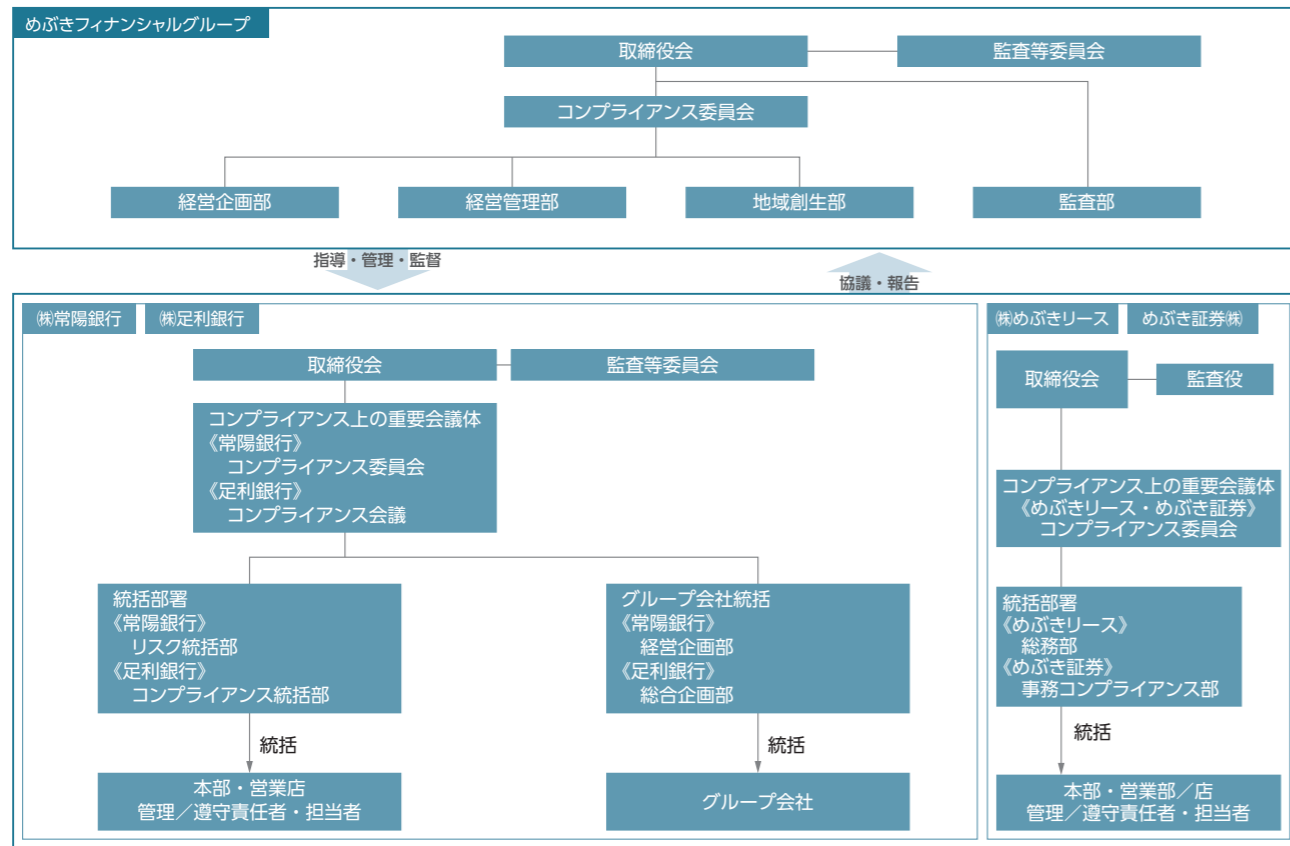 めぶきフィナンシャルグループ
取締役会
監査等委員会
コンプライアンス委員会
経営企画部
経営管理部
地域創生部
監査部
指導・管理・監督
協議・報告
㈱常陽銀行
㈱足利銀行
取締役会
監査等委員会
コンプライアンス上の重要会議体
《常陽銀行》
コンプライアンス委員会
《足利銀行》
コンプライアンス会議
統括部署
《常陽銀行》
リスク統括部
《足利銀行》
コンプライアンス統括部
グループ会社統括
《常陽銀行》
経営企画部
《足利銀行》
総合企画部
統括
統括
本部・営業店
管理／遵守責任者・担当者
グループ会社
㈱めぶきリース
めぶき証券㈱
取締役会
監査役
コンプライアンス上の重要会議体
《めぶきリース・めぶき証券》
コンプライアンス委員会
統括部署
《めぶきリース》
総務部
《めぶき証券》
事務コンプライアンス部
統括
本部・営業部／店
管理／遵守責任者・担当者